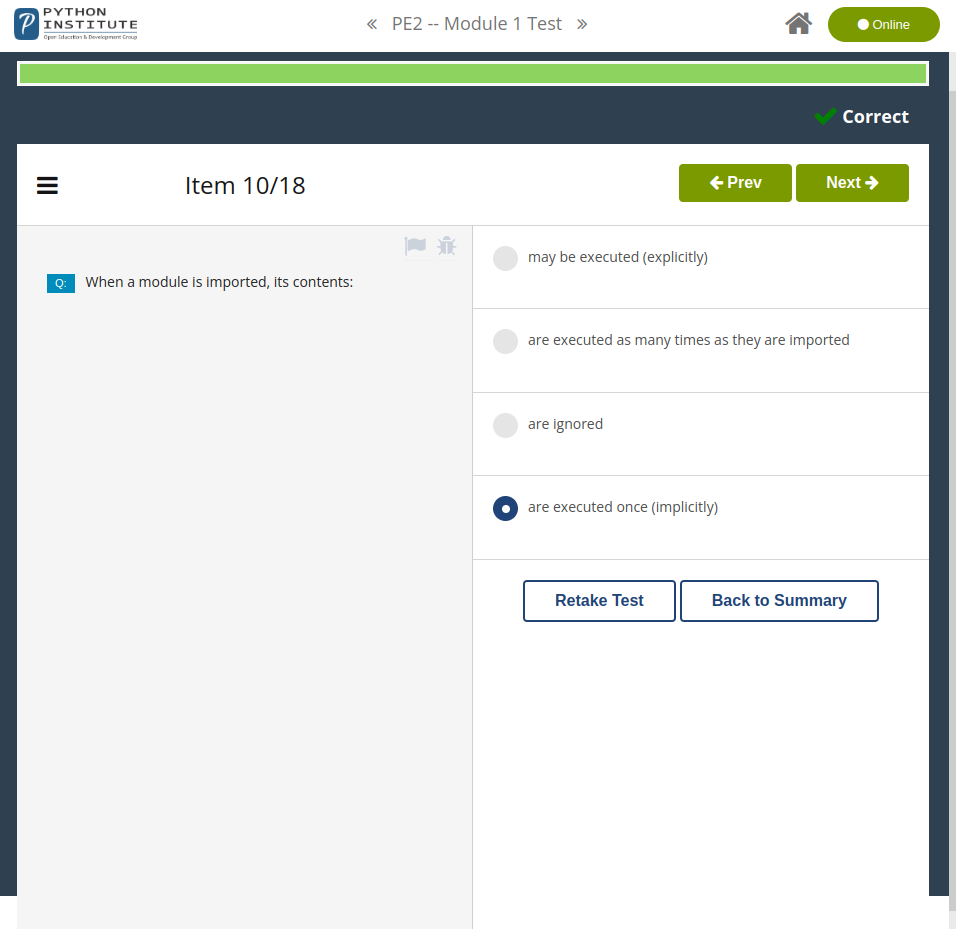 PYTHON
INSTITUTE
Open Education & Development Group
« PE2 -- Module 1 Test »
Online
Correct
Item 10/18
Prev
Next
Q: When a module is imported, its contents:
may be executed (explicitly)
are executed as many times as they are imported
are ignored
are executed once (implicitly)
Retake Test
Back to Summary